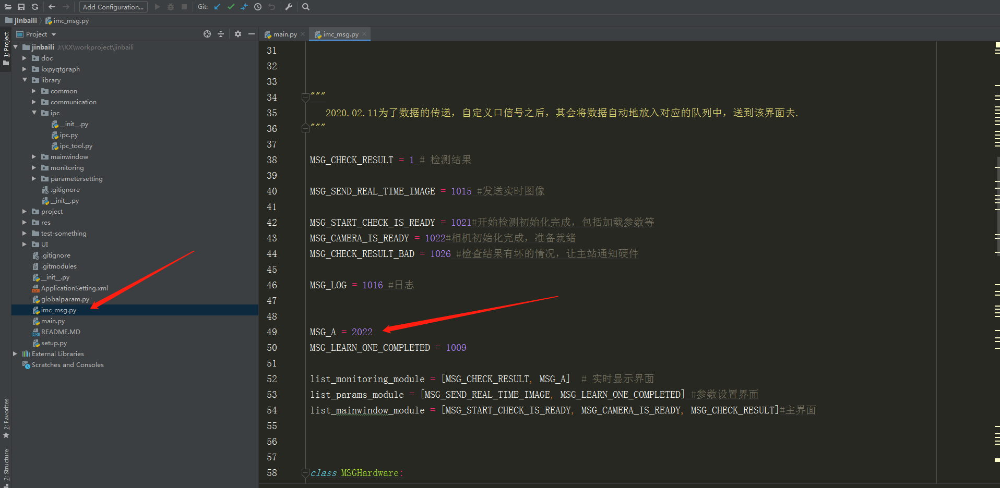 Add Configuration...
Git:
jinbaili
imc_msg.py
1: Project
Project
main.py
imc_msg.py
jinbaili J:\KX\workproject\jinbaili
doc
kxpyqtgraph
library
common
communication
ipc
__init__.py
ipc.py
ipc_tool.py
mainwindow
monitoring
parametersetting
.gitignore
__init__.py
project
res
test-something
UI
.gitignore
.gitmodules
__init__.py
ApplicationSetting.xml
globalparam.py
imc_msg.py
main.py
README.MD
setup.py
External Libraries
Scratches and Consoles
2: Favorites
7: Structure
31
32
33
34 """
35 2020.02.11为了数据的传递，自定义口信号之后，其会将数据自动地放入对应的队列中，送到该界面去.
36 """
37
38 MSG_CHECK_RESULT = 1 # 检测结果
39
40 MSG_SEND_REAL_TIME_IMAGE = 1015 #发送实时图像
41
42 MSG_START_CHECK_IS_READY = 1021#开始检测初始化完成，包括加载参数等
43 MSG_CAMERA_IS_READY = 1022#相机初始化完成，准备就绪
44 MSG_CHECK_RESULT_BAD = 1026 #检查结果有坏的情况，让主站通知硬件
45
46 MSG_LOG = 1016 #日志
47
48
49 MSG_A = 2022
50 MSG_LEARN_ONE_COMPLETED = 1009
51
52 list_monitoring_module = [MSG_CHECK_RESULT, MSG_A] # 实时显示界面
53 list_params_module = [MSG_SEND_REAL_TIME_IMAGE, MSG_LEARN_ONE_COMPLETED] #参数设置界面
54 list_mainwindow_module = [MSG_START_CHECK_IS_READY, MSG_CAMERA_IS_READY, MSG_CHECK_RESULT]#主界面
55
56
57
58 class MSGHardware: